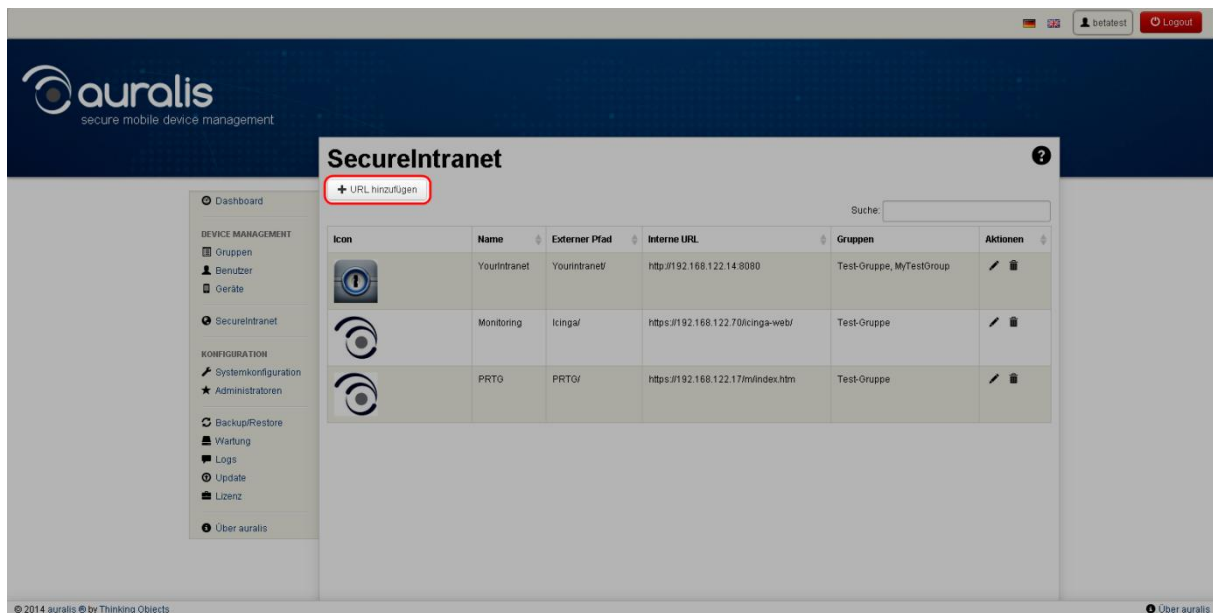 betatest
Logout
auralis
secure mobile device management
SecureIntranet
URL hinzufügen
Suche:
Dashboard
DEVICE MANAGEMENT
Gruppen
Benutzer
Geräte
SecureIntranet
KONFIGURATION
Systemkonfiguration
Administratoren
Backup/Restore
Wartung
Logs
Update
Lizenz
Über auralis
Icon Name Externer Pfad Interne URL Gruppen Aktionen
YourIntranet YourIntranet/ http://192.168.122.14:8080 Test-Gruppe, MyTestGroup
Monitoring Icinga/ https://192.168.122.70/icinga-web/ Test-Gruppe
PRTG PRTG/ https://192.168.122.17/m/index.htm Test-Gruppe
© 2014 auralis ® by Thinking Objects
Über auralis